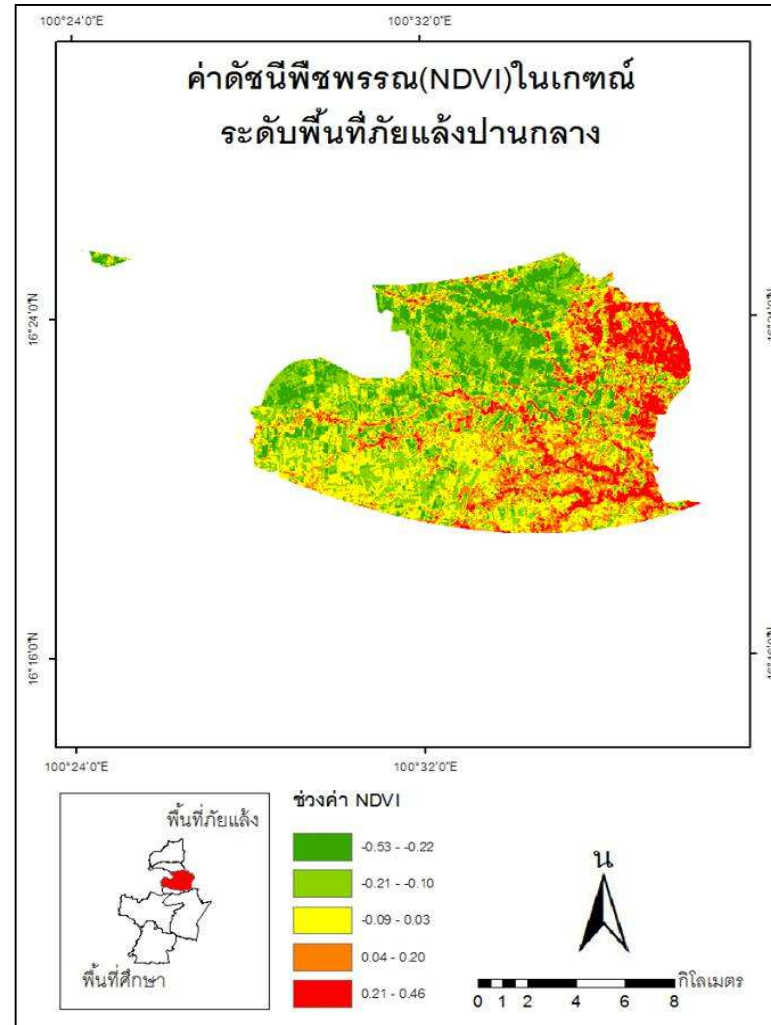 100°24'0"E 100°32'0"E
ค่าดัชนีพืชพรรณ(NDVI)ในเกฑณ์
ระดับพื้นที่ภัยแล้งปานกลาง
16°24'0"N
16°16'0"N
100°24'0"E 100°32'0"E
พื้นที่ภัยแล้ง
พื้นที่ศึกษา
ช่วงค่า NDVI
-0.53 - -0.22
-0.21 - -0.10
-0.09 - 0.03
0.04 - 0.20
0.21 - 0.46
น
กิโลเมตร
0 1 2 4 6 8